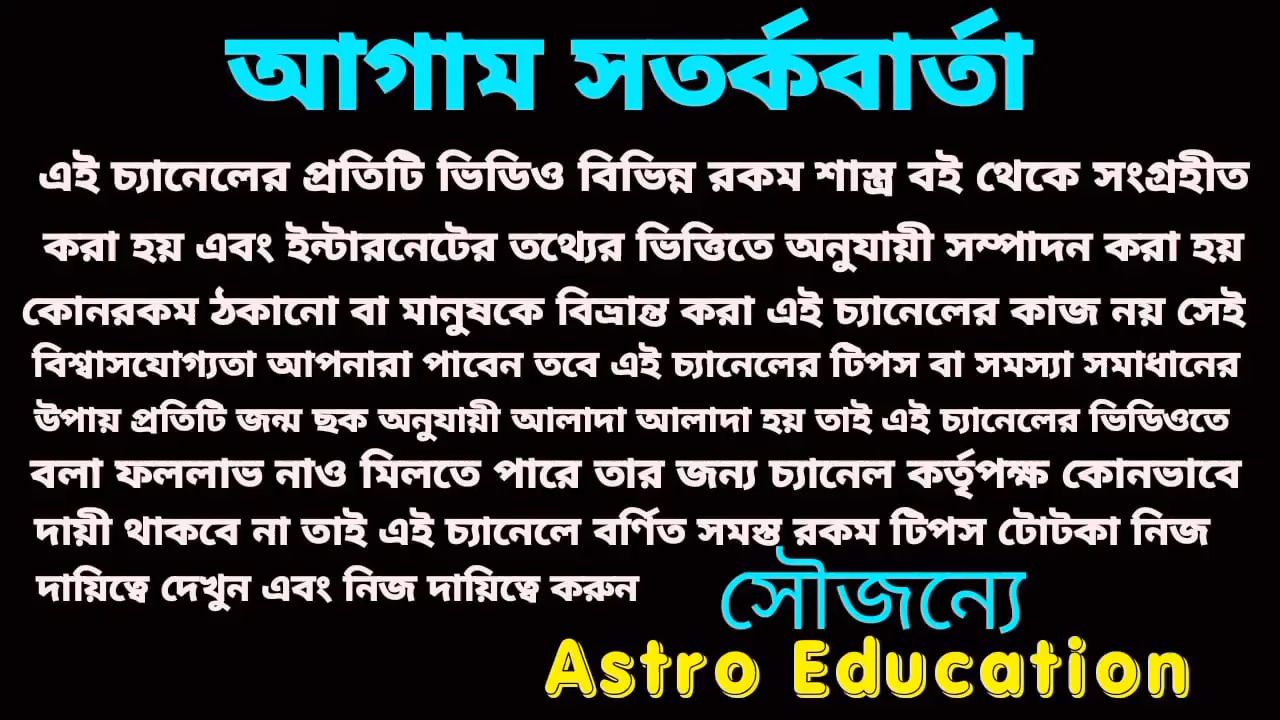 আগাম সতর্কবার্তা
এই চ্যানেলের প্রতিটি ভিডিও বিভিন্ন রকম শাস্ত্র বই থেকে সংগ্রহীত
করা হয় এবং ইন্টারনেটের তথ্যের ভিত্তিতে অনুযায়ী সম্পাদন করা হয়
কোনরকম ঠকানো বা মানুষকে বিভ্রান্ত করা এই চ্যানেলের কাজ নয় সেই
বিশ্বাসযোগ্যতা আপনারা পাবেন তবে এই চ্যানেলের টিপস বা সমস্যা সমাধানের
উপায় প্রতিটি জন্ম ছক অনুযায়ী আলাদা আলাদা হয় তাই এই চ্যানেলের ভিডিওতে
বলা ফললাভ নাও মিলতে পারে তার জন্য চ্যানেল কর্তৃপক্ষ কোনভাবে
দায়ী থাকবে না তাই এই চ্যানেলে বর্ণিত সমস্ত রকম টিপস টোটকা নিজ
দায়িত্বে দেখুন এবং নিজ দায়িত্বে করুন
সৌজন্যে
Astro Education